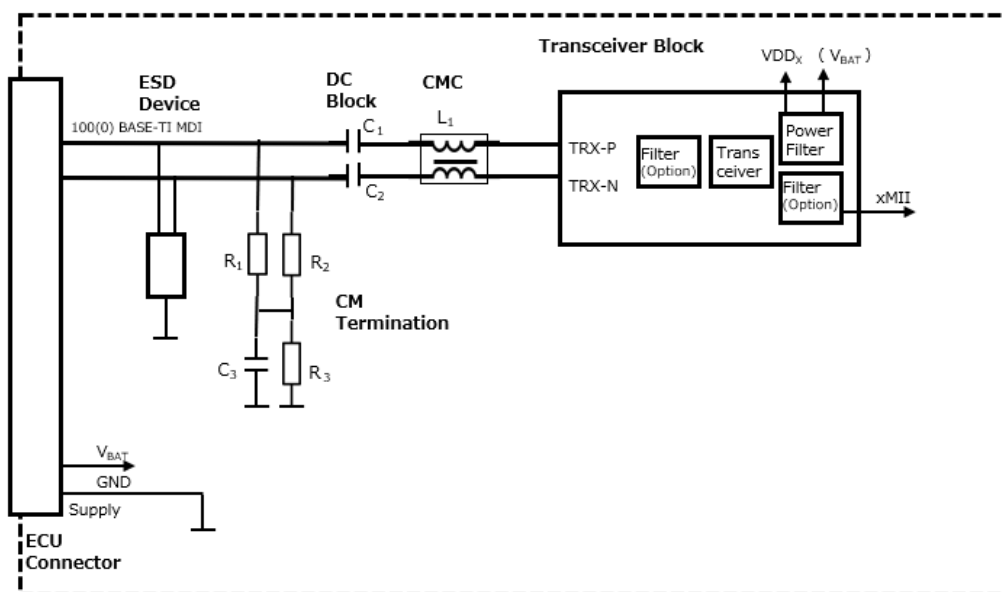 Transceiver Block
VDDX
( VBAT )
ESD
Device
DC
Block
CMC
100(0) BASE-TI MDI
C1
L1
C2
TRX-P
TRX-N
Filter
(Option)
Trans
ceiver
Power
Filter
Filter
(Option)
xMII
R1
R2
CM
Termination
C3
R3
VBAT
GND
Supply
ECU
Connector